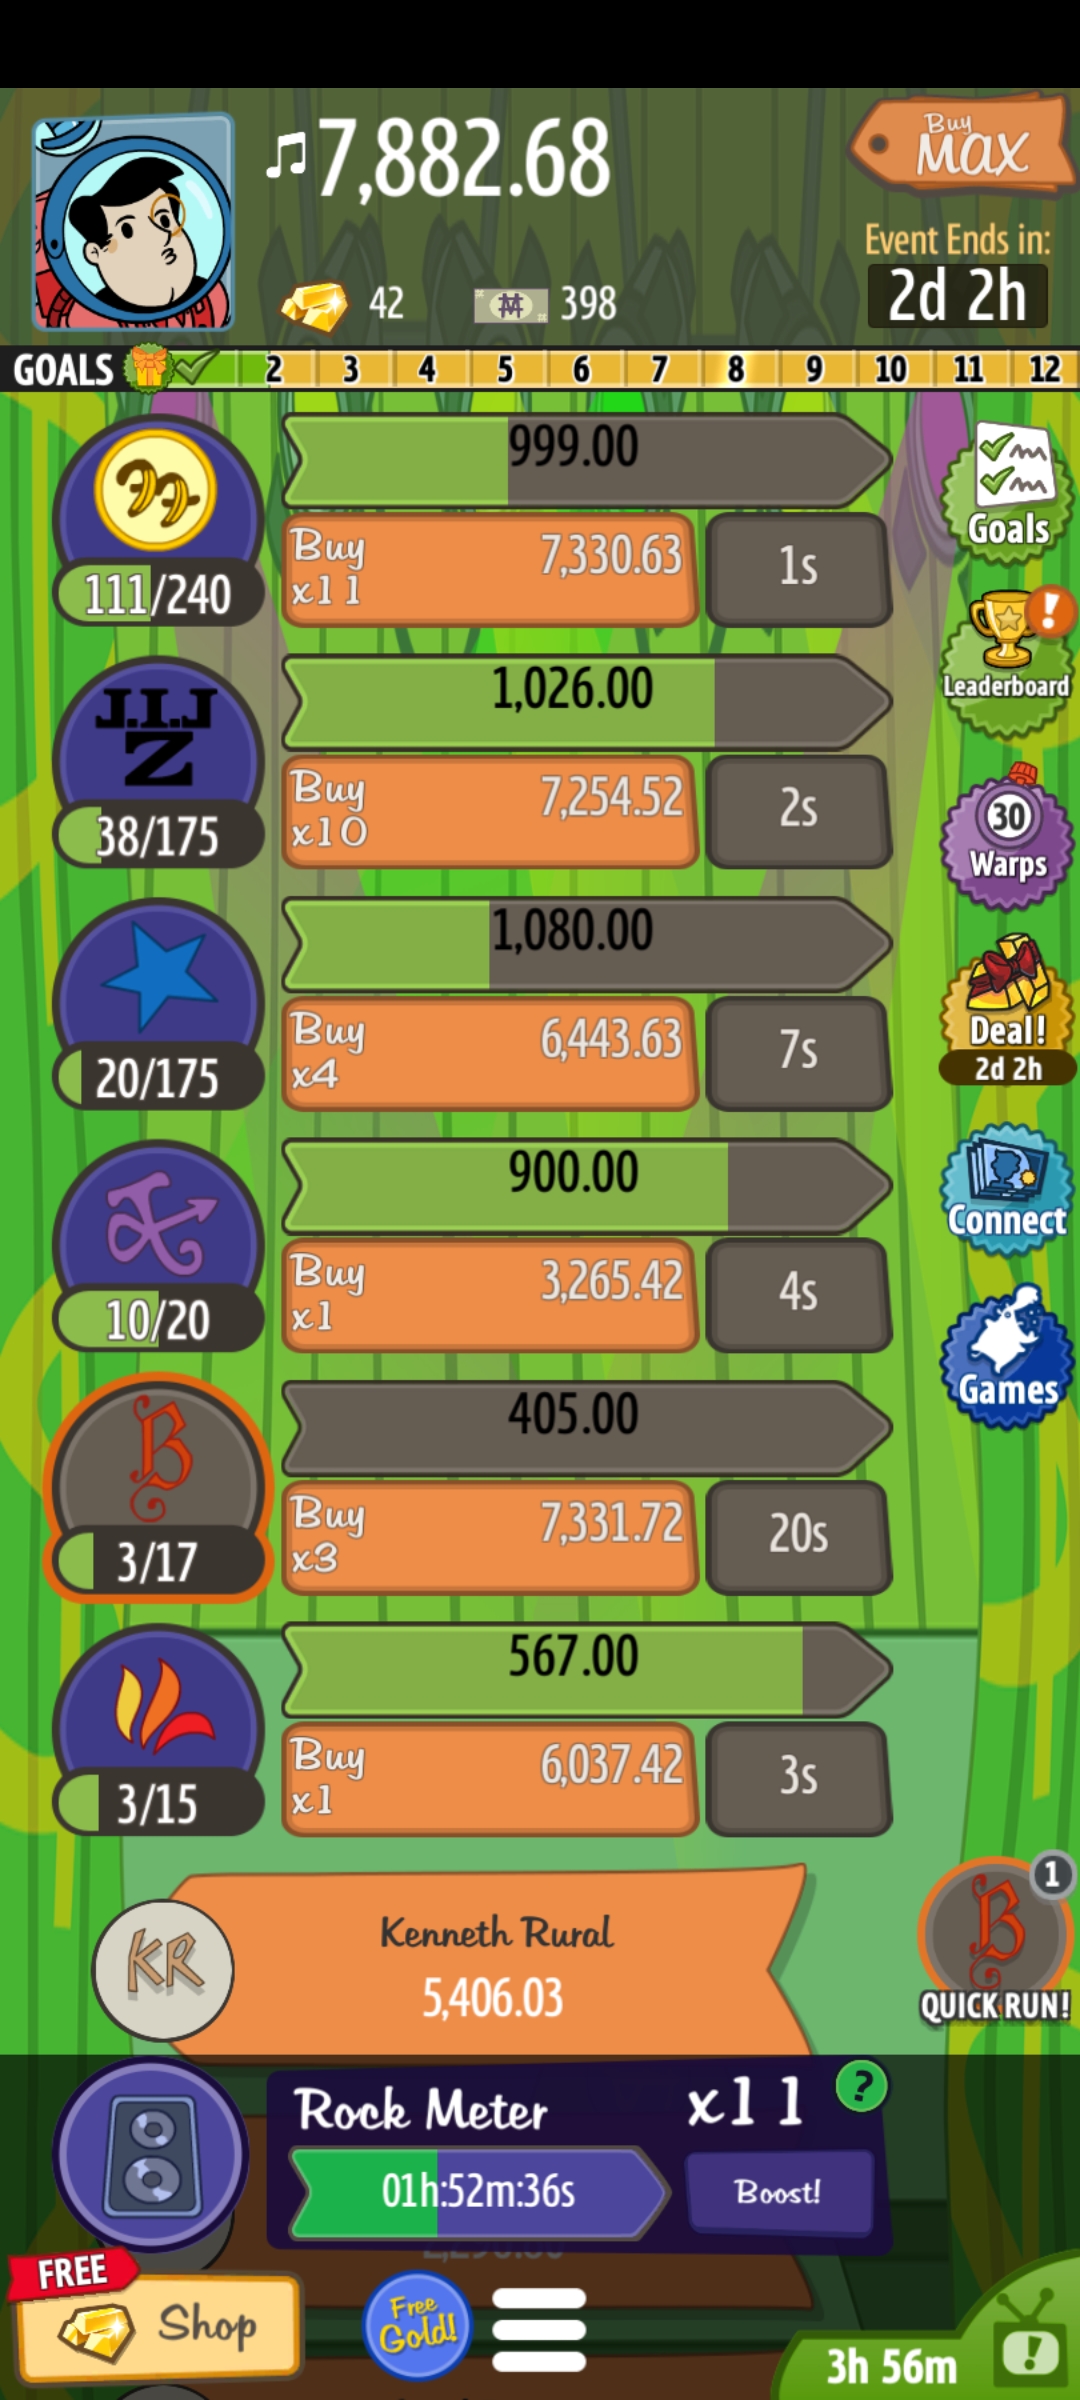 7,882.68
Buy
MAX
Event Ends in:
2d 2h
42
398
GOALS 2 3 4 5 6 7 8 9 10 11 12
999.00
Buy
x11
7,330.63
1s
111/240
Goals
Leaderboard
J.I.J
Z
1,026.00
Buy
x10
7,254.52
2s
38/175
30
Warps
1,080.00
Buy
x4
6,443.63
7s
20/175
Deal!
2d 2h
900.00
Buy
x1
3,265.42
4s
10/20
Connect
Games
B
405.00
Buy
x3
7,331.72
20s
3/17
567.00
Buy
x1
6,037.42
3s
3/15
KR
Kenneth Rural
5,406.03
B
1
QUICK RUN!
Rock Meter
x11
?
01h:52m:36s
Boost!
FREE
Shop
Free
Gold!
3h 56m
!